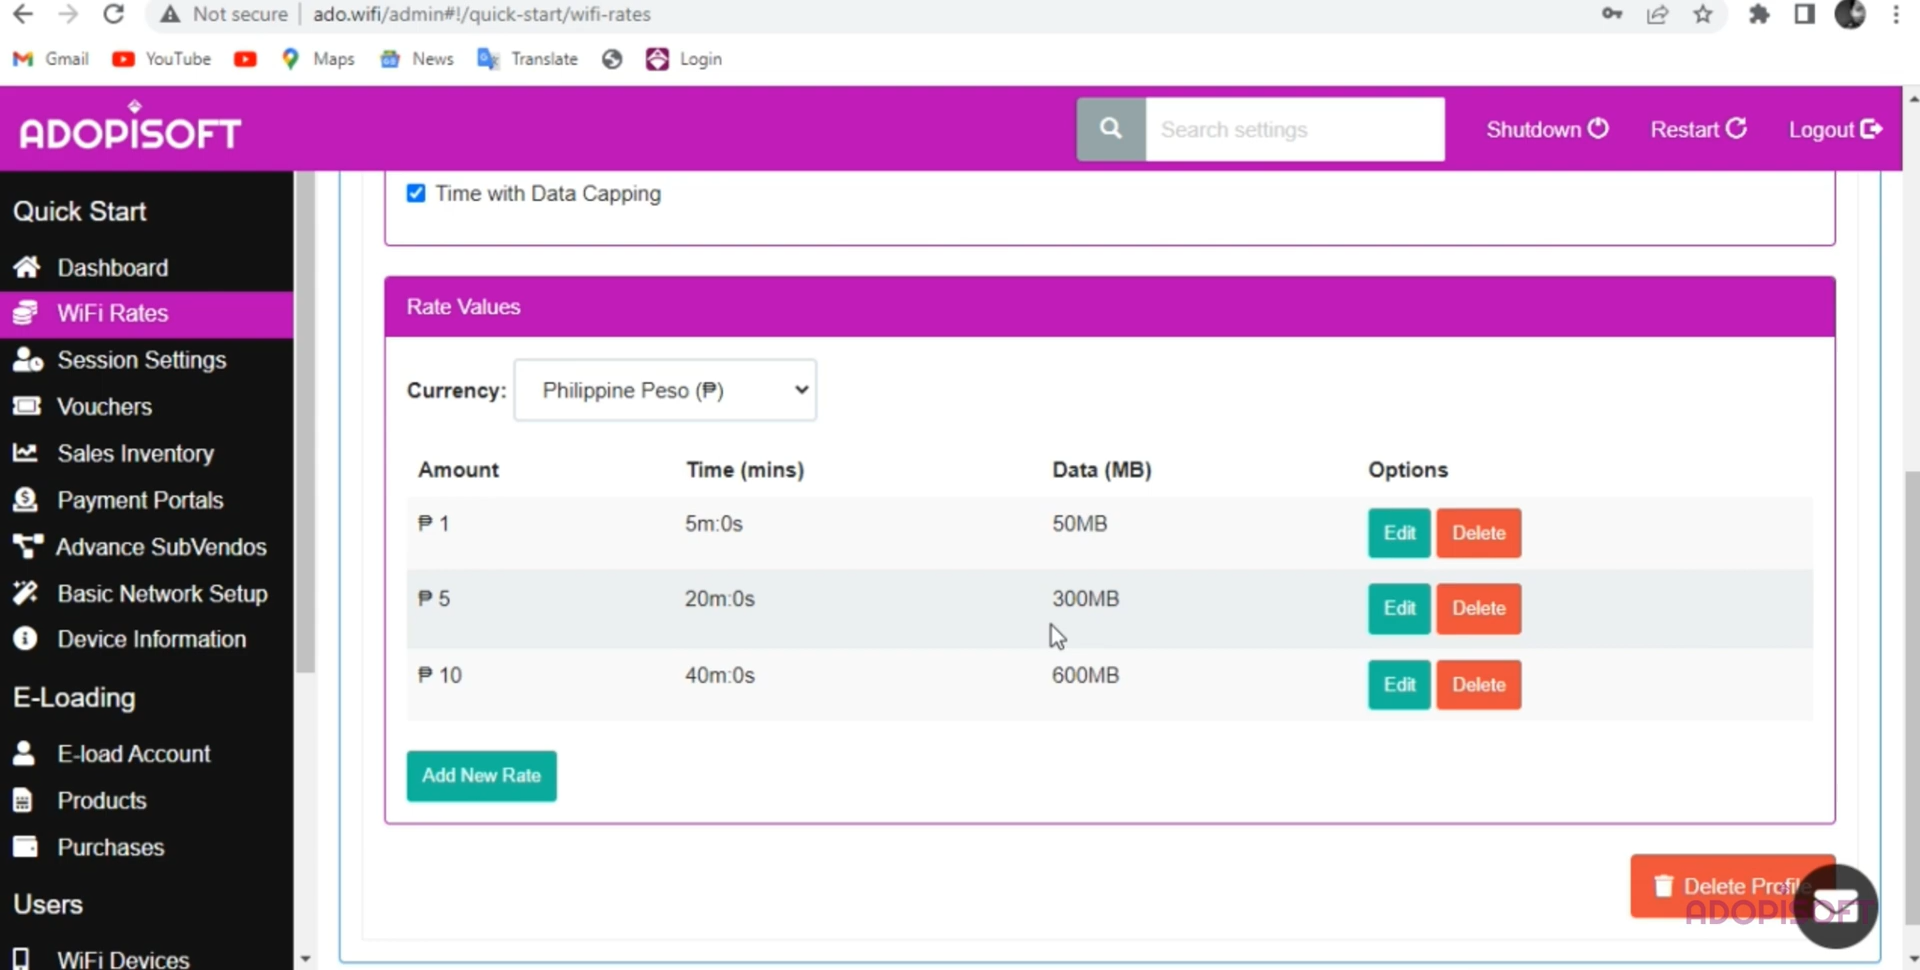 Not secure
ado.wifi/admin#!/quick-start/wifi-rates
Gmail
YouTube
Maps
News
Translate
Login
ADOPISOFT
Search settings
Shutdown
Restart
Logout
Quick Start
Dashboard
WiFi Rates
Session Settings
Vouchers
Sales Inventory
Payment Portals
Advance SubVendos
Basic Network Setup
Device Information
E-Loading
E-load Account
Products
Purchases
Users
WiFi Devices
Time with Data Capping
Rate Values
Currency: Philippine Peso (₱)
Amount Time (mins) Data (MB) Options
₱ 1 5m:0s 50MB Edit Delete
₱ 5 20m:0s 300MB Edit Delete
₱ 10 40m:0s 600MB Edit Delete
Add New Rate
Delete Profile
ADOPISOFT